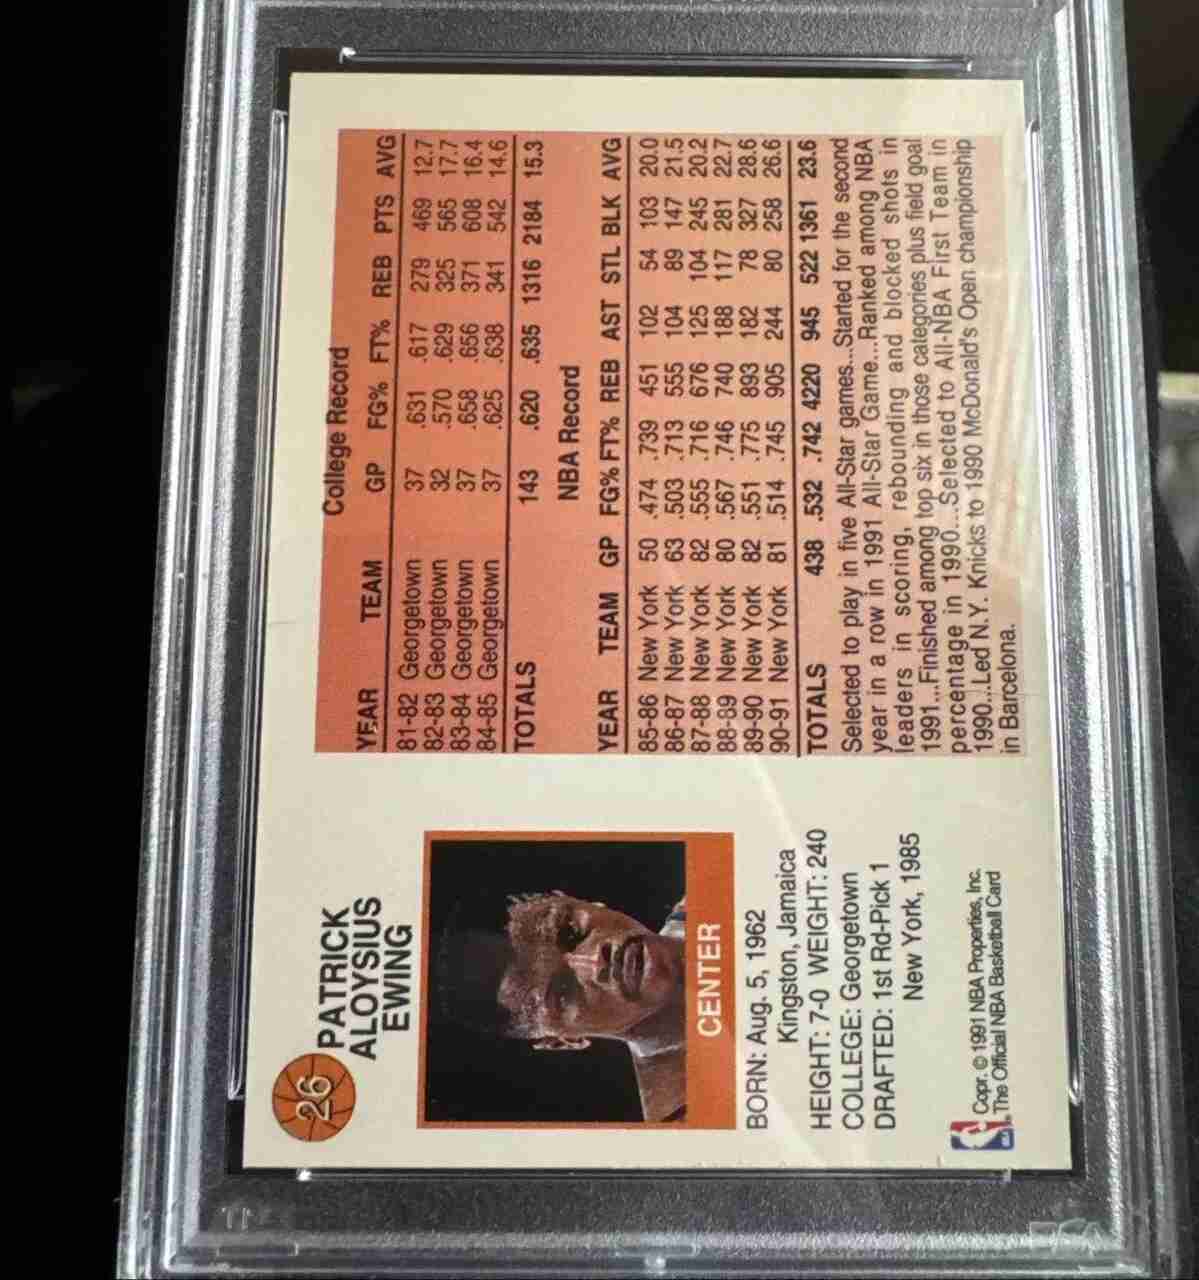 26
PATRICK
ALOYSIUS
EWING
CENTER
BORN: Aug. 5, 1962
Kingston, Jamaica
HEIGHT: 7-0 WEIGHT: 240
COLLEGE: Georgetown
DRAFTED: 1st Rd-Pick 1
New York, 1985
Copr. © 1991 NBA Properties, Inc.
The Official NBA Basketball Card
College Record
YEAR TEAM GP FG% FT% REB PTS AVG
81-82 Georgetown 37 .631 .617 279 469 12.7
82-83 Georgetown 32 .570 .629 325 565 17.7
83-84 Georgetown 37 .658 .656 371 608 16.4
84-85 Georgetown 37 .625 .638 341 542 14.6
TOTALS 143 .620 .635 1316 2184 15.3
NBA Record
YEAR TEAM GP FG% FT% REB AST STL BLK AVG
85-86 New York 50 .474 .739 451 102 54 103 20.0
86-87 New York 63 .503 .713 555 104 89 147 21.5
87-88 New York 82 .555 .716 676 125 104 245 20.2
88-89 New York 80 .567 .746 740 188 117 281 22.7
89-90 New York 82 .551 .775 893 182 78 327 28.6
90-91 New York 81 .514 .745 905 244 80 258 26.6
TOTALS 438 .532 .742 4220 945 522 1361 23.6
Selected to play in five All-Star games...Started for the second
year in a row in 1991 All-Star Game...Ranked among NBA
leaders in scoring, rebounding and blocked shots in
1991...Finished among top six in those categories plus field goal
percentage in 1990...Selected to All-NBA First Team in
1990...Led N.Y. Knicks to 1990 McDonald's Open championship
in Barcelona.